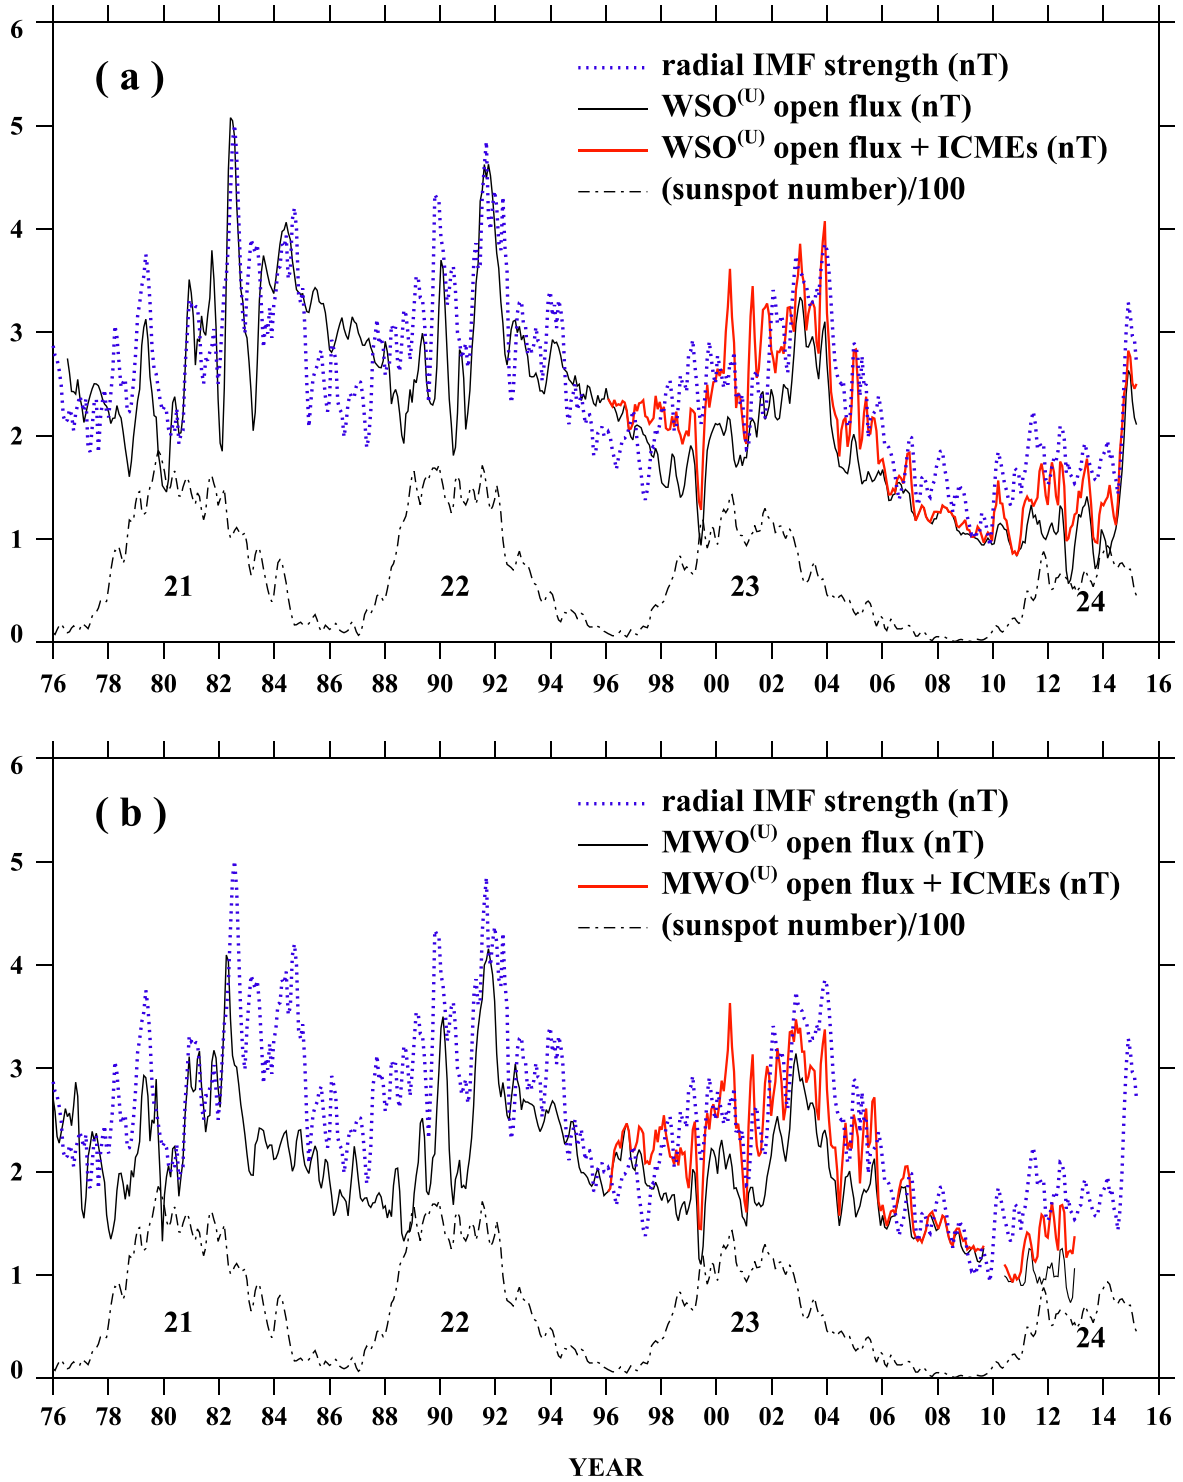 6
( a )
radial IMF strength (nT)
WSO(U) open flux (nT)
5
WSO(U) open flux + ICMEs (nT)
(sunspot number)/100
4
3
2
1
21
22
23
24
0
76 78 80 82 84 86 88 90 92 94 96 98 00 02 04 06 08 10 12 14 16
6
( b )
radial IMF strength (nT)
MWO(U) open flux (nT)
5
MWO(U) open flux + ICMEs (nT)
(sunspot number)/100
4
3
2
1
21
22
23
24
0
76 78 80 82 84 86 88 90 92 94 96 98 00 02 04 06 08 10 12 14 16
YEAR